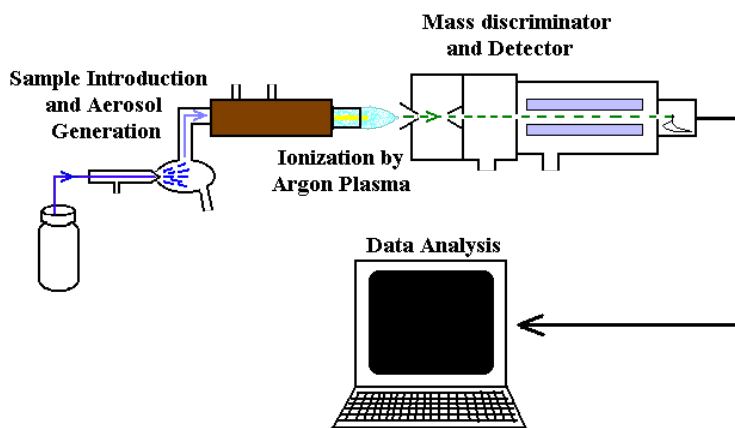 Mass discriminator
and Detector
Sample Introduction
and Aerosol
Generation
Ionization by
Argon Plasma
Data Analysis